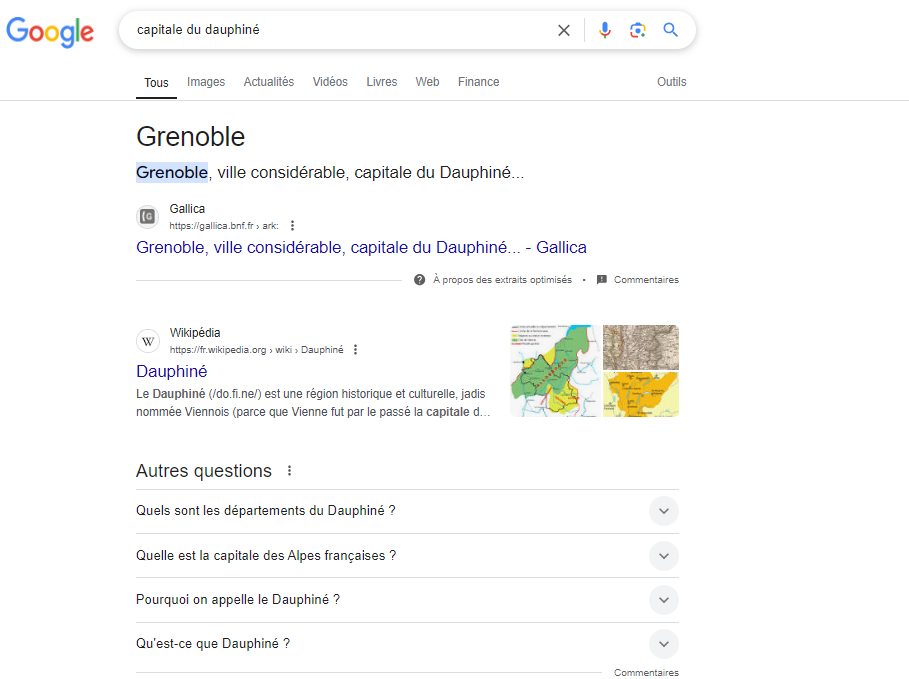 Google
capitale du dauphiné
Tous Images Actualités Vidéos Livres Web Finance Outils
Grenoble
Grenoble, ville considérable, capitale du Dauphiné...
Gallica
https://gallica.bnf.fr › ark:
Grenoble, ville considérable, capitale du Dauphiné... - Gallica
À propos des extraits optimisés • Commentaires
Wikipédia
https://fr.wikipedia.org › wiki › Dauphiné
Dauphiné
Le Dauphiné (/do.fi.ne/) est une région historique et culturelle, jadis
nommée Viennois (parce que Vienne fut par le passé la capitale d...
Autres questions
Quels sont les départements du Dauphiné ?
Quelle est la capitale des Alpes françaises ?
Pourquoi on appelle le Dauphiné ?
Qu'est-ce que Dauphiné ?
Commentaires